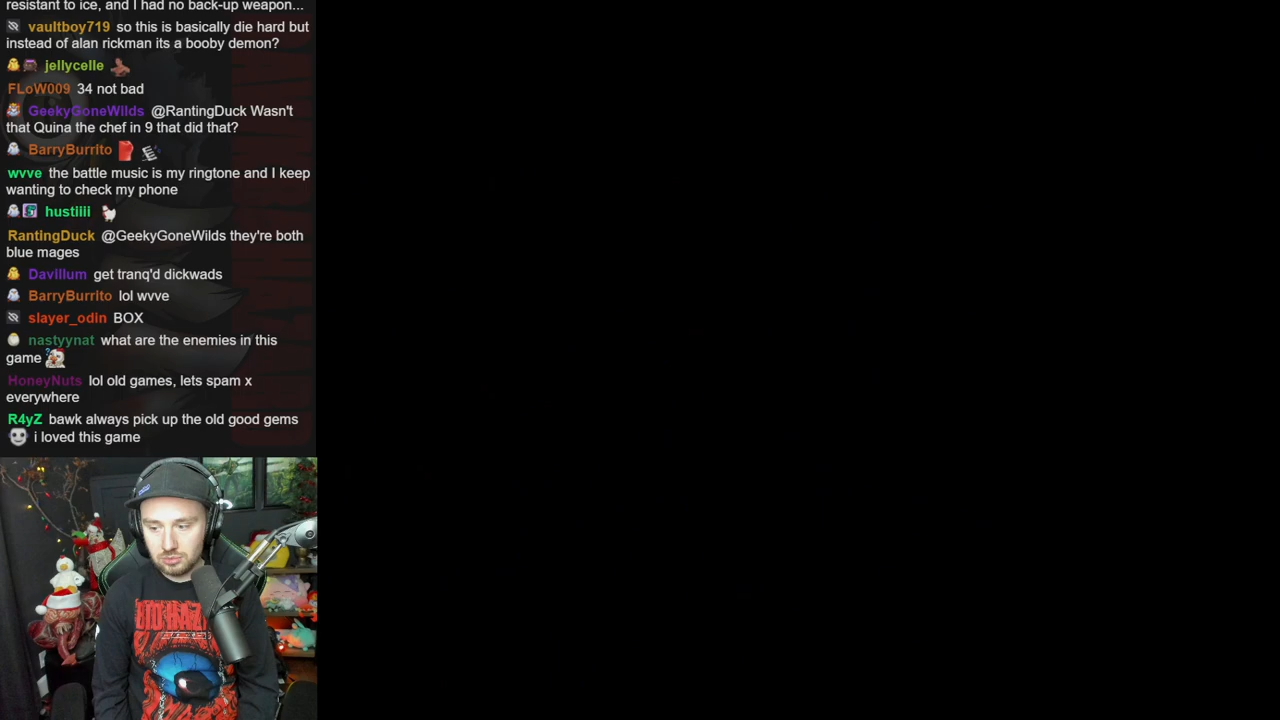 resistant to ice, and I had no back-up weapon...
vaultboy719 so this is basically die hard but
instead of alan rickman its a booby demon?
jellycelle
FLoW009 34 not bad
GeekyGoneWilds @RantingDuck Wasn't
that Quina the chef in 9 that did that?
BarryBurrito
wvve the battle music is my ringtone and I keep
wanting to check my phone
hustiiii
RantingDuck @GeekyGoneWilds they're both
blue mages
Davillum get tranq'd dickwads
BarryBurrito lol wvve
slayer_odin BOX
nastyynat what are the enemies in this
game
HoneyNuts lol old games, lets spam x
everywhere
R4yZ bawk always pick up the old good gems
i loved this game
BIOHAZ